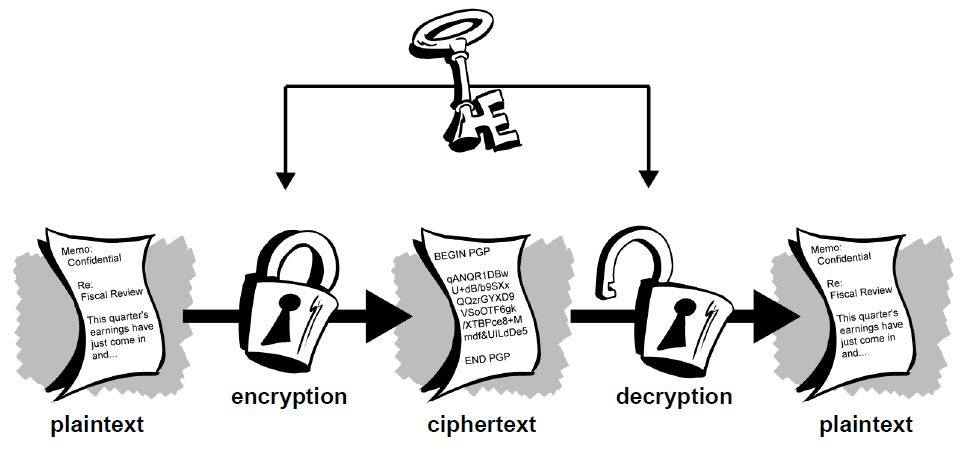 Memo:
Confidential
Re:
Fiscal Review
This quarter's
earnings have
just come in
and...
BEGIN PGP
qANQR1DBw
U+dB/b9SXx
QQzrGYXD9
VSoOTF6gk
/XTBPce8+M
mdf&UILdDe5
END PGP
Memo:
Confidential
Re:
Fiscal Review
This quarter's
earnings have
just come in
and...
encryption
decryption
plaintext
ciphertext
plaintext